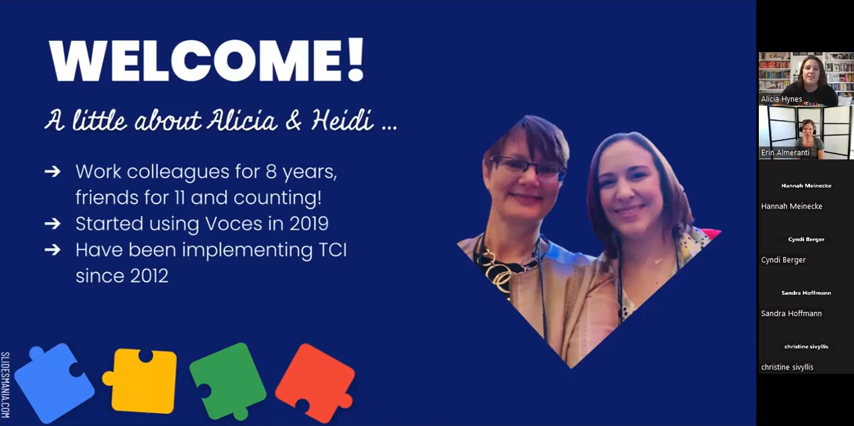 WELCOME!
A little about Alicia & Heidi ...
➔ Work colleagues for 8 years,
friends for 11 and counting!
➔ Started using Voces in 2019
➔ Have been implementing TCI
since 2012
SLIDESMANIA.COM
Alicia Hynes
Erin Almeranti
Hannah Meinecke
Hannah Meinecke
Cyndi Berger
Cyndi Berger
Sandra Hoffmann
Sandra Hoffmann
christine sivyllis
christine sivyllis